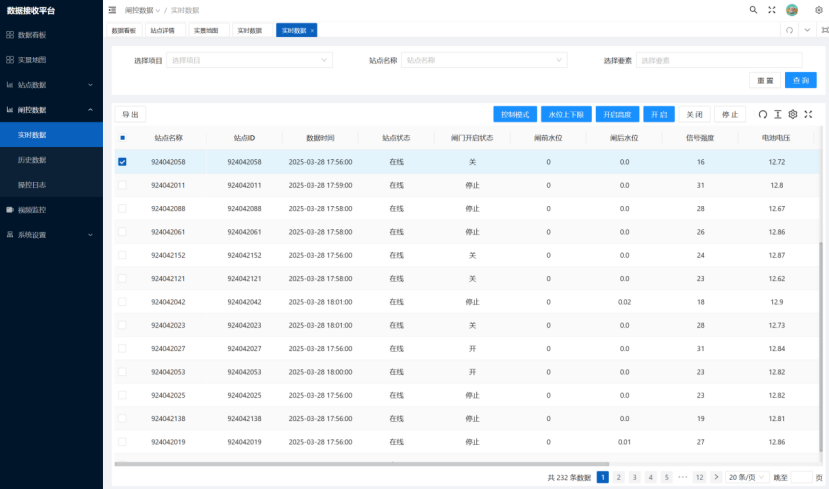 数据接收平台
数据看板
实景地图
站点数据
闸控数据
实时数据
历史数据
操控日志
视频监控
系统设置
闸控数据 / 实时数据
数据看板 站点详情 实景地图 实时数据 实时数据 ×
选择项目 选择项目 站点名称 站点名称 选择要素 选择要素
重 置 查 询
导 出 控制模式 水位上下限 开启高度 开 启 关 闭 停 止
站点名称 站点ID 数据时间 站点状态 闸门开启状态 闸前水位 闸后水位 信号强度 电池电压
924042058 924042058 2025-03-28 17:56:00 在线 关 0 0.0 16 12.72
924042011 924042011 2025-03-28 17:59:00 在线 停止 0 0.0 31 12.8
924042088 924042088 2025-03-28 17:58:00 在线 停止 0 0.0 28 12.67
924042061 924042061 2025-03-28 17:58:00 在线 停止 0 0.0 26 12.86
924042152 924042152 2025-03-28 17:56:00 在线 关 0 0.0 24 12.87
924042121 924042121 2025-03-28 17:58:00 在线 关 0 0.0 23 12.62
924042042 924042042 2025-03-28 18:01:00 在线 停止 0 0.02 18 12.9
924042023 924042023 2025-03-28 18:01:00 在线 关 0 0.0 28 12.73
924042027 924042027 2025-03-28 17:56:00 在线 开 0 0.0 31 12.84
924042053 924042053 2025-03-28 18:00:00 在线 开 0 0.0 23 12.82
924042025 924042025 2025-03-28 17:56:00 在线 停止 0 0.0 23 12.82
924042138 924042138 2025-03-28 17:56:00 在线 停止 0 0.0 19 12.81
924042019 924042019 2025-03-28 17:56:00 在线 停止 0 0.01 27 12.86
共 232 条数据 1 2 3 4 5 ··· 12 > 20 条/页 跳至 页